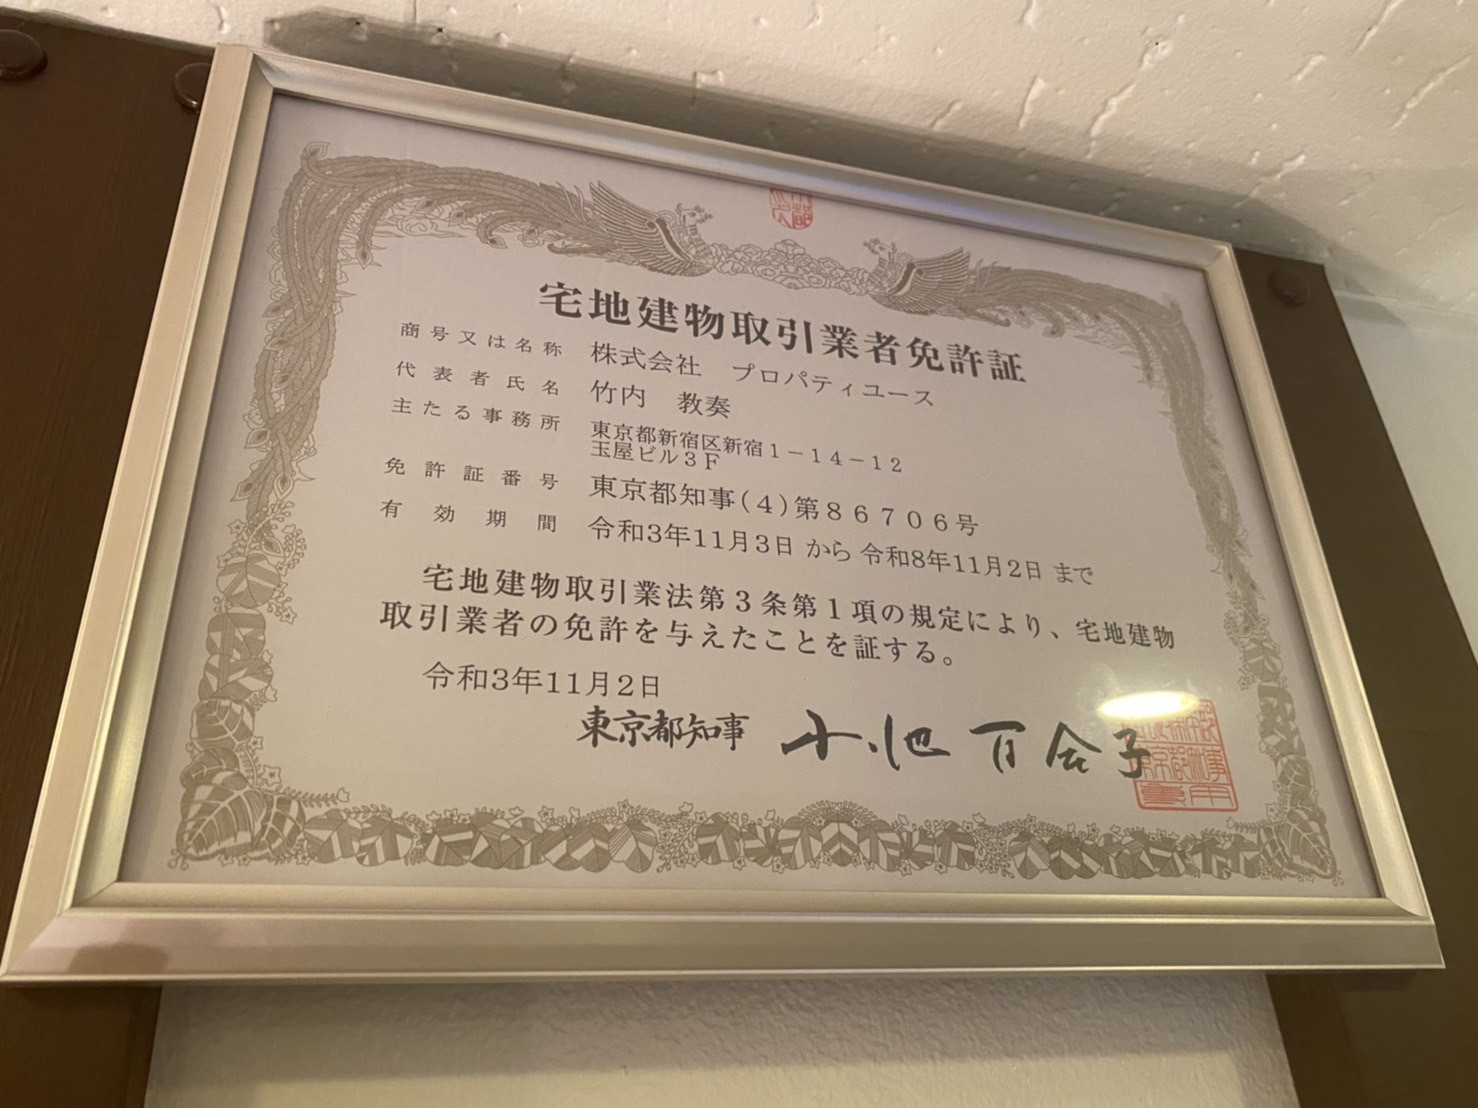 宅地建物取引業者免許証
商号又は名称 株式会社 プロパティユース
代表者氏名 竹内 教奏
主たる事務所 東京都新宿区新宿1-14-12
玉屋ビル3F
免許証番号 東京都知事(4)第86706号
有効期間 令和3年11月3日 から 令和8年11月2日 まで
宅地建物取引業法第3条第1項の規定により、宅地建物
取引業者の免許を与えたことを証する。
令和3年11月2日
東京都知事 小池百合子